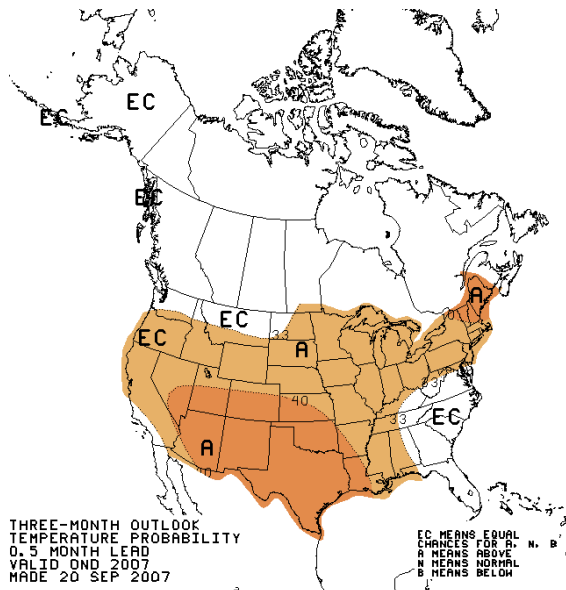 EC
EC
EC
A
EC
33
EC
A
40
33
33
EC
A
THREE-MONTH OUTLOOK
TEMPERATURE PROBABILITY
0.5 MONTH LEAD
VALID OND 2007
MADE 20 SEP 2007
EC MEANS EQUAL
CHANCES FOR A, N, B
A MEANS ABOVE
N MEANS NORMAL
B MEANS BELOW